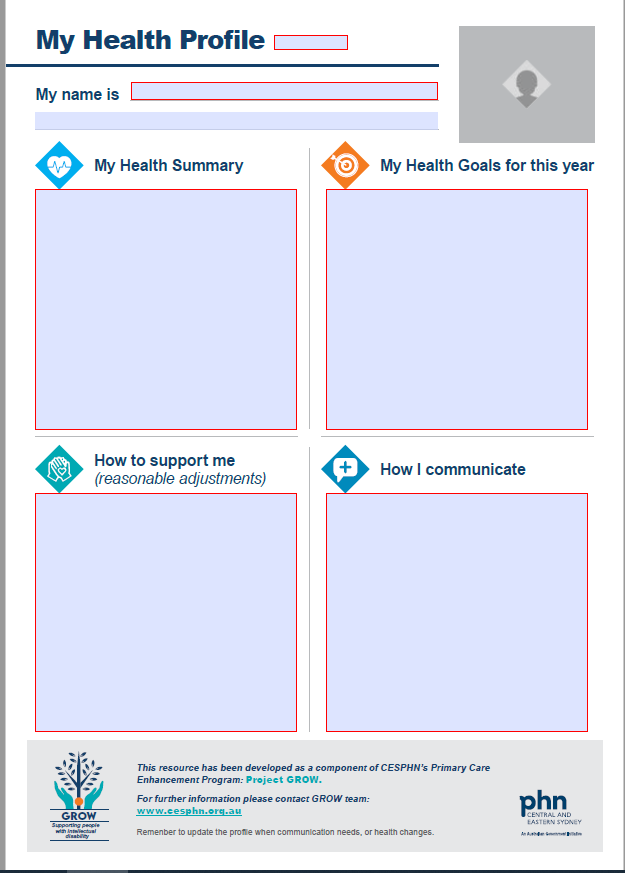 My Health Profile
My name is
My Health Summary
My Health Goals for this year
How to support me
(reasonable adjustments)
How I communicate
This resource has been developed as a component of CESPHN's Primary Care
Enhancement Program: Project GROW.
For further information please contact GROW team:
www.cesphn.org.au
Remenber to update the profile when communication needs, or health changes.
GROW
Supporting people
with intellectual
disability
phn
CENTRAL AND
EASTERN SYDNEY
An Australian Government Initiative